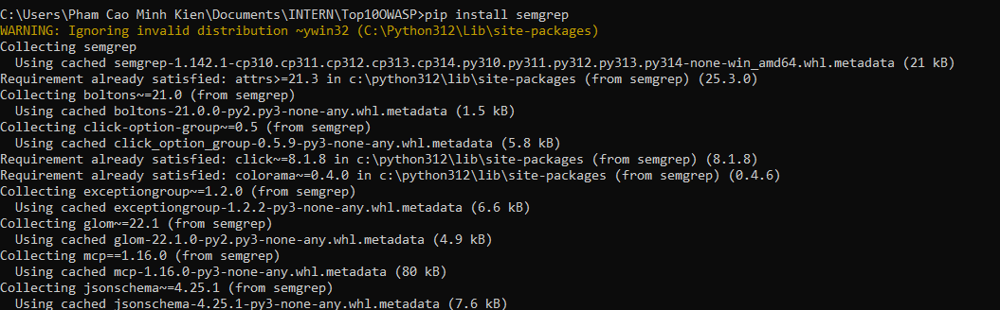 C:\Users\Pham Cao Minh Kien\Documents\INTERN\Top10OWASP>pip install semgrep
WARNING: Ignoring invalid distribution ~ywin32 (C:\Python312\Lib\site-packages)
Collecting semgrep
  Using cached semgrep-1.142.1-cp310.cp311.cp312.cp313.cp314.py310.py311.py312.py313.py314-none-win_amd64.whl.metadata (21 kB)
Requirement already satisfied: attrs>=21.3 in c:\python312\lib\site-packages (from semgrep) (25.3.0)
Collecting boltons~=21.0 (from semgrep)
  Using cached boltons-21.0.0-py2.py3-none-any.whl.metadata (1.5 kB)
Collecting click-option-group~=0.5 (from semgrep)
  Using cached click_option_group-0.5.9-py3-none-any.whl.metadata (5.8 kB)
Requirement already satisfied: click~=8.1.8 in c:\python312\lib\site-packages (from semgrep) (8.1.8)
Requirement already satisfied: colorama~=0.4.0 in c:\python312\lib\site-packages (from semgrep) (0.4.6)
Collecting exceptiongroup~=1.2.0 (from semgrep)
  Using cached exceptiongroup-1.2.2-py3-none-any.whl.metadata (6.6 kB)
Collecting glom~=22.1 (from semgrep)
  Using cached glom-22.1.0-py2.py3-none-any.whl.metadata (4.9 kB)
Collecting mcp==1.16.0 (from semgrep)
  Using cached mcp-1.16.0-py3-none-any.whl.metadata (80 kB)
Collecting jsonschema~=4.25.1 (from semgrep)
  Using cached jsonschema-4.25.1-py3-none-any.whl.metadata (7.6 kB)